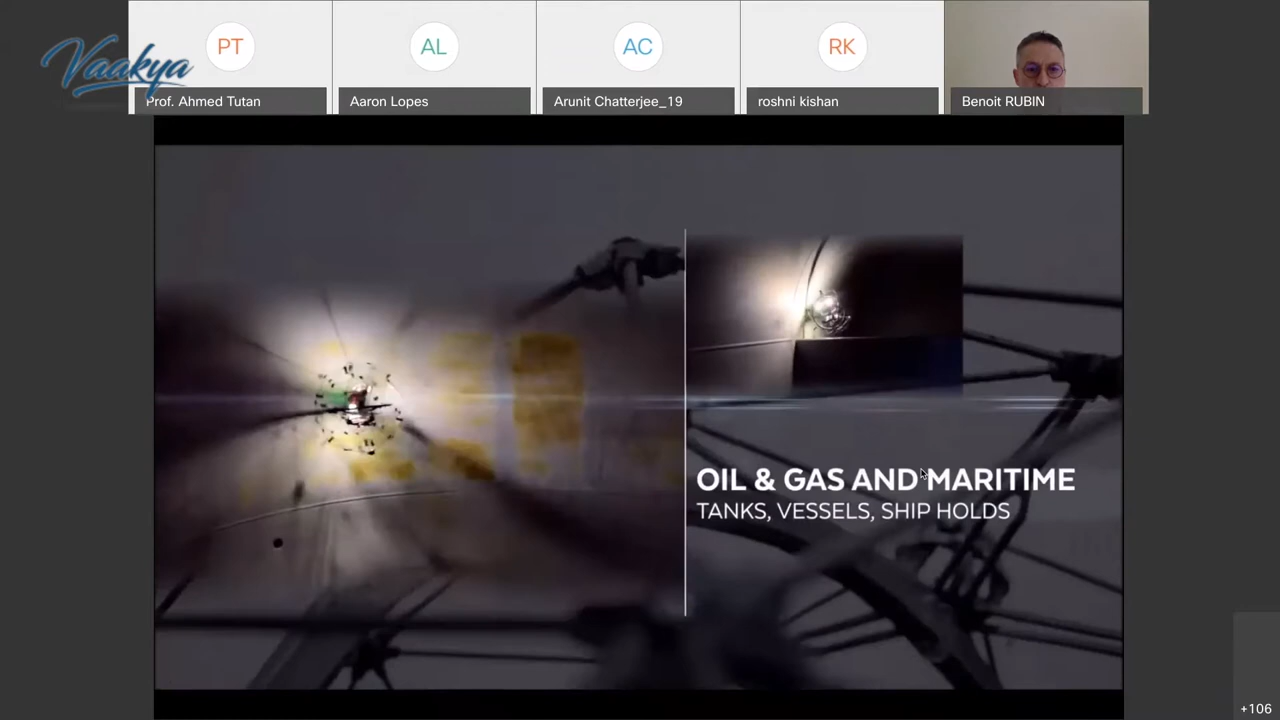 Vaakya
PT
AL
AC
RK
Prof. Ahmed Tutan
Aaron Lopes
Arunit Chatterjee_19
roshni kishan
Benoit RUBIN
OIL & GAS AND MARITIME
TANKS, VESSELS, SHIP HOLDS
+106